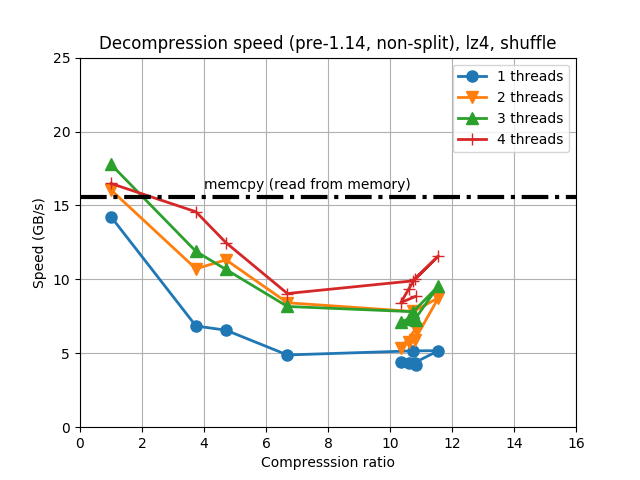 Decompression speed (pre-1.14, non-split), lz4, shuffle
25
20
15
10
5
0
Speed (GB/s)
1 threads
2 threads
3 threads
4 threads
memcpy (read from memory)
0 2 4 6 8 10 12 14 16
Compresssion ratio